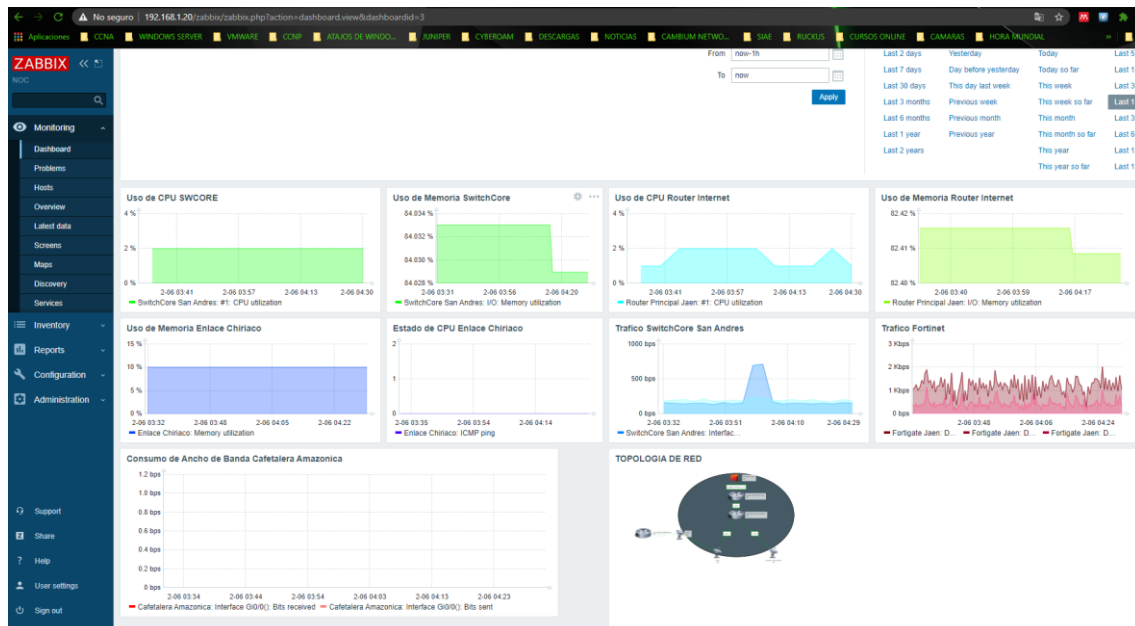 No seguro | 192.168.1.20/zabbix/zabbix.php?action=dashboard.view&dashboardid=3
Aplicaciones CCNA WINDOWS SERVER VMWARE CCNP ATAJOS DE WINDO... JUNIPER CYBEROAM DESCARGAS NOTICIAS CAMBIUM NETWO... SIAE RUCKUS CURSOS ONLINE CAMARAS HORA MUNDIAL »
ZABBIX
NOC
Monitoring
Dashboard
Problems
Hosts
Overview
Latest data
Screens
Maps
Discovery
Services
Inventory
Reports
Configuration
Administration
Support
Share
Help
User settings
Sign out
From now-1h
To now
Apply
Last 2 days Yesterday Today Last 5
Last 7 days Day before yesterday Today so far Last 1
Last 30 days This day last week This week Last 3
Last 3 months Previous week This week so far Last 1
Last 6 months Previous month This month Last 3
Last 1 year Previous year This month so far Last 6
Last 2 years This year Last 1
This year so far Last 1
Uso de CPU SWCORE
4 %
2 %
0 %
2-06 03:41 2-06 03:57 2-06 04:13 2-06 04:30
SwitchCore San Andres: #1: CPU utilization
Uso de Memoria SwitchCore
84.034 %
84.032 %
84.030 %
84.028 %
2-06 03:31 2-06 03:56 2-06 04:20
SwitchCore San Andres: I/O: Memory utilization
Uso de CPU Router Internet
4 %
2 %
0 %
2-06 03:41 2-06 03:57 2-06 04:13 2-06 04:30
Router Principal Jaen: #1: CPU utilization
Uso de Memoria Router Internet
82.42 %
82.41 %
82.40 %
2-06 03:40 2-06 03:59 2-06 04:17
Router Principal Jaen: I/O: Memory utilization
Uso de Memoria Enlace Chiriaco
15 %
10 %
5 %
0 %
2-06 03:32 2-06 03:48 2-06 04:05 2-06 04:22
Enlace Chiriaco: Memory utilization
Estado de CPU Enlace Chiriaco
2
1
0
2-06 03:35 2-06 03:54 2-06 04:14
Enlace Chiriaco: ICMP ping
Trafico SwitchCore San Andres
1000 bps
500 bps
0 bps
2-06 03:32 2-06 03:51 2-06 04:10 2-06 04:29
SwitchCore San Andres: Interfac...
Trafico Fortinet
3 Kbps
2 Kbps
1 Kbps
0 bps
2-06 03:48 2-06 04:06 2-06 04:24
Fortigate Jaen: D... Fortigate Jaen: D... Fortigate Jaen: D...
Consumo de Ancho de Banda Cafetalera Amazonica
1.2 bps
1.0 bps
0.8 bps
0.6 bps
0.4 bps
0.2 bps
0 bps
2-06 03:34 2-06 03:44 2-06 03:54 2-06 04:03 2-06 04:13 2-06 04:23
Cafetalera Amazonica: Interface Gi0/0(): Bits received Cafetalera Amazonica: Interface Gi0/0(): Bits sent
TOPOLOGIA DE RED